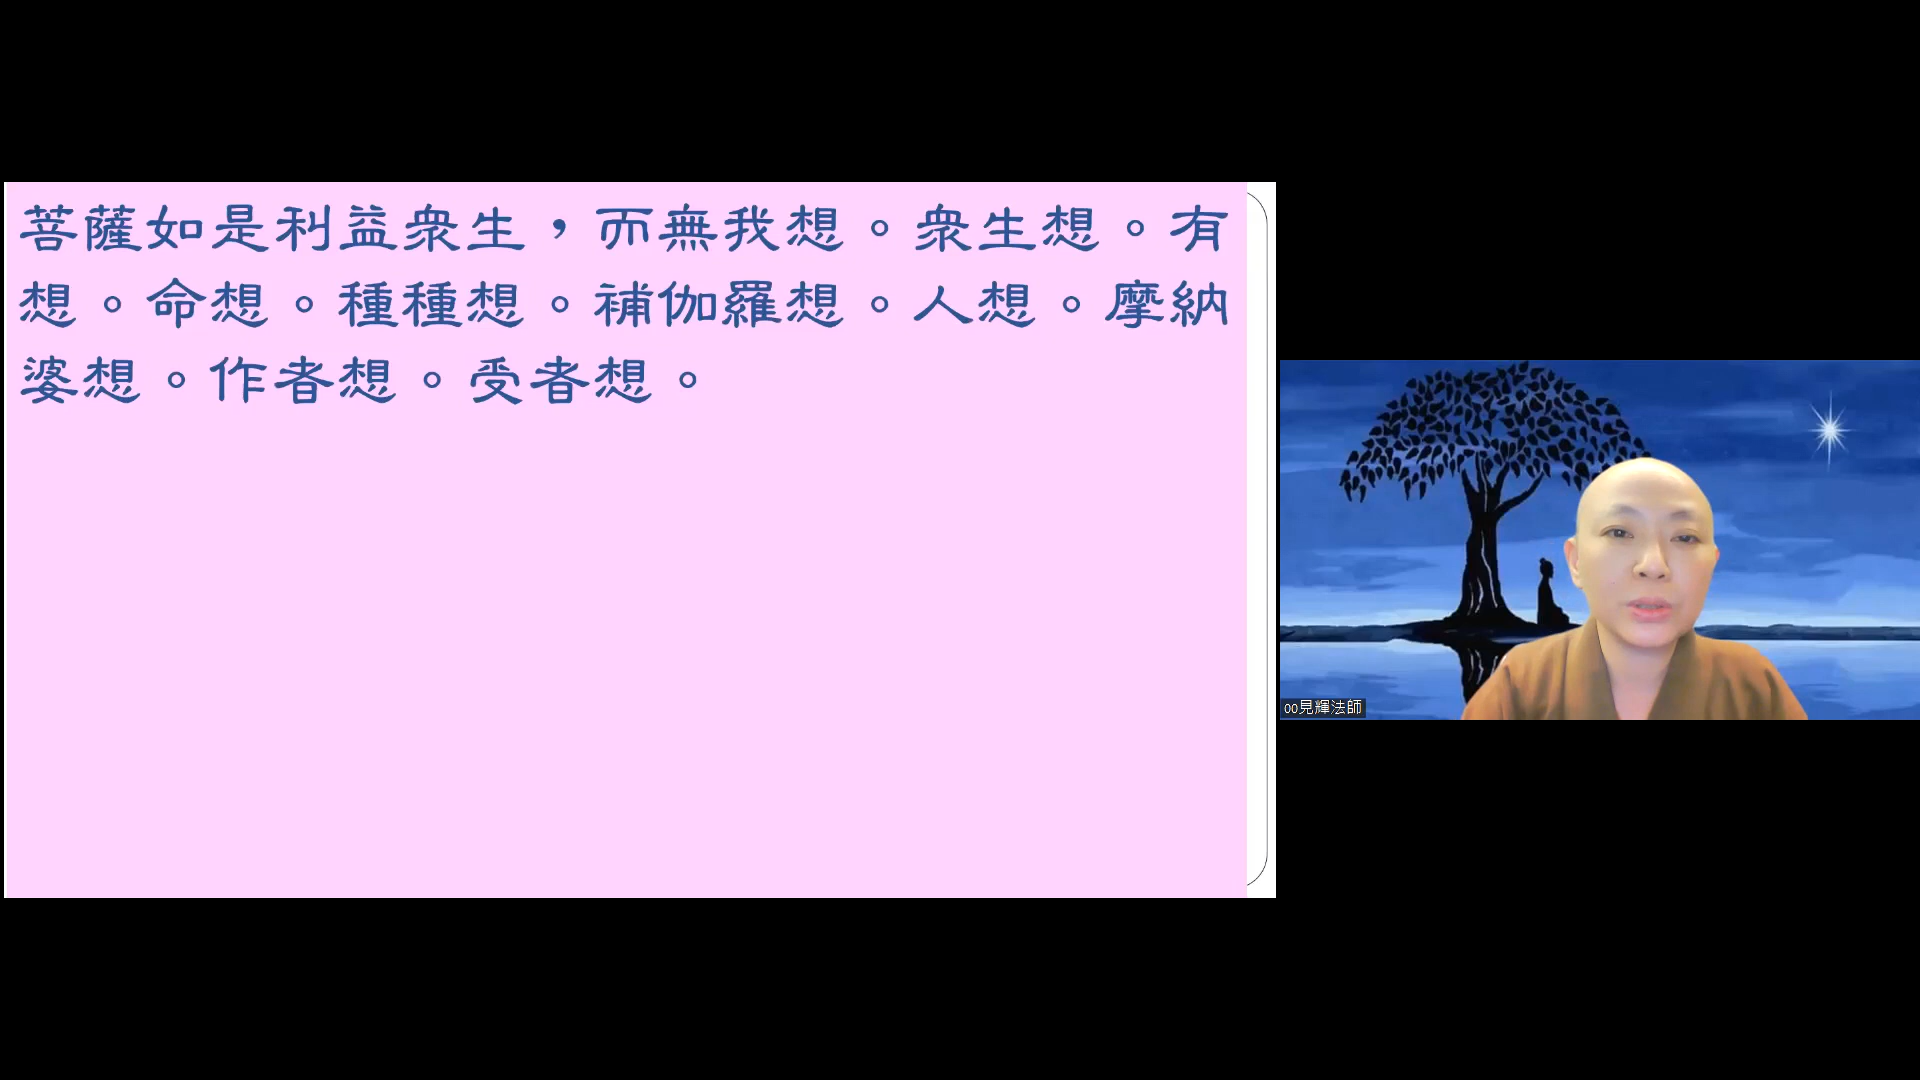 菩薩如是利益衆生，而無我想。衆生想。有
想。命想。種種想。補伽羅想。人想。摩納
婆想。作者想。受者想。
oo見輝法師